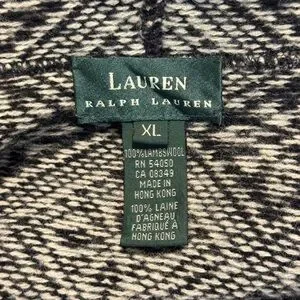 LAUREN
RALPH LAUREN
XL
100%LAMBSWOOL
RN 54050
CA 08349
MADE IN
HONG KONG
100% LAINE
D'AGNEAU
FABRIQUÉ À
HONG KONG